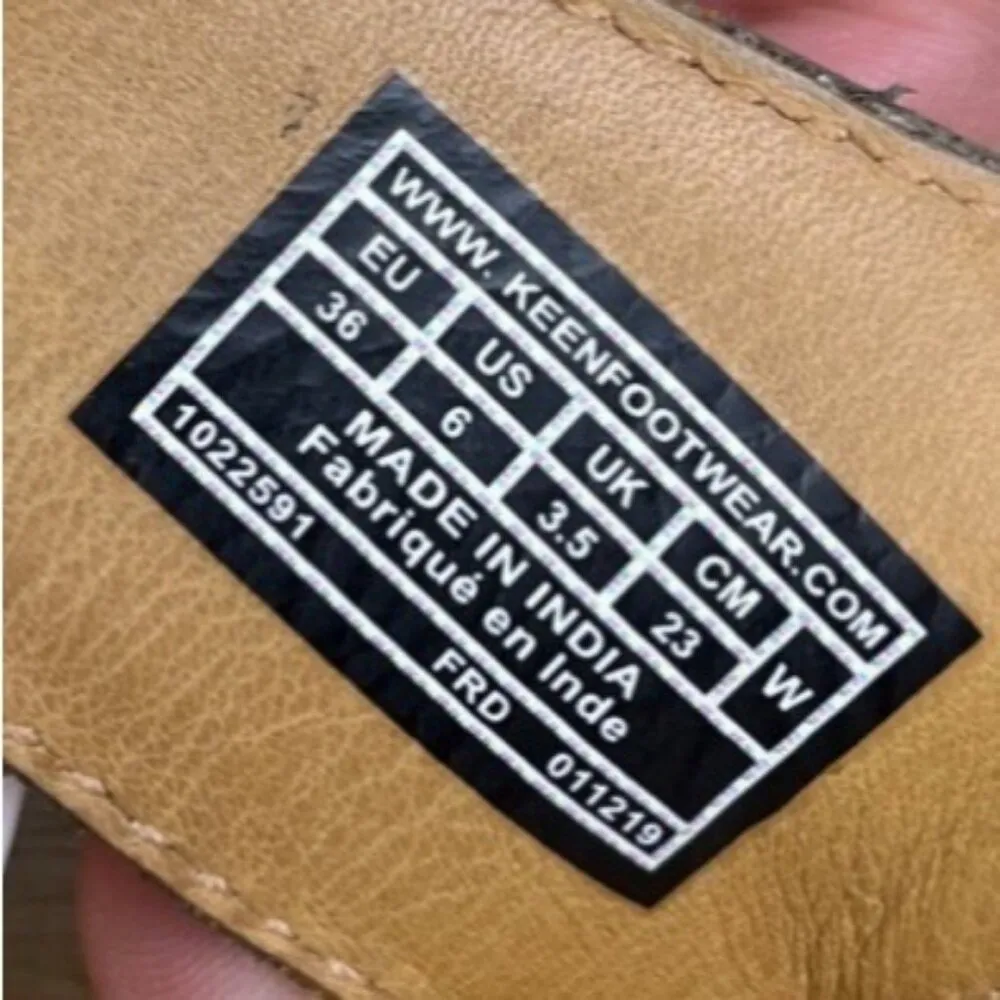 WWW. KEENFOOTWEAR.COM
EU US UK CM W
36 6 3.5 23
MADE IN INDIA
Fabriqué en Inde
1022591 FRD 011219